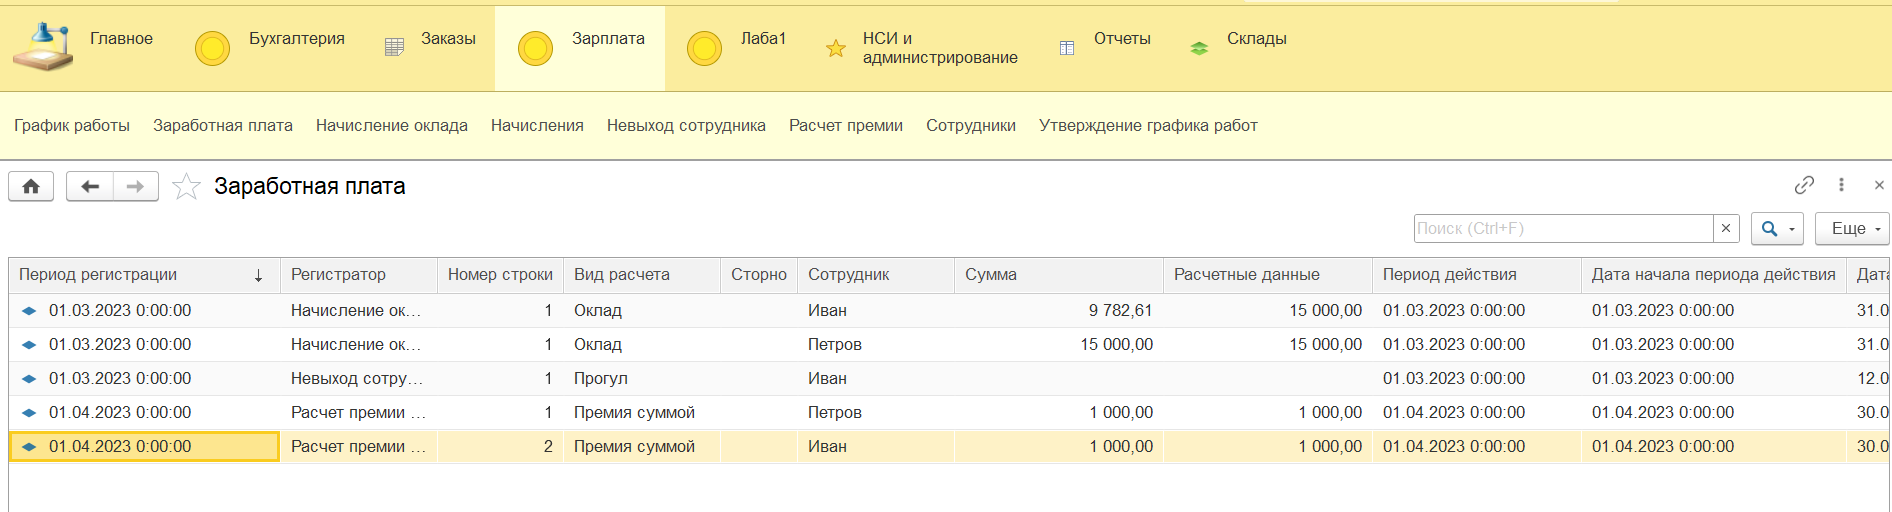 Главное Бухгалтерия Заказы Зарплата Лаба1 НСИ и администрирование Отчеты Склады
График работы Заработная плата Начисление оклада Начисления Невыход сотрудника Расчет премии Сотрудники Утверждение графика работ
Заработная плата
Поиск (Ctrl+F) × Еще
Период регистрации ↓ Регистратор Номер строки Вид расчета Сторно Сотрудник Сумма Расчетные данные Период действия Дата начала периода действия Дата
01.03.2023 0:00:00 Начисление ок... 1 Оклад Иван 9 782,61 15 000,00 01.03.2023 0:00:00 01.03.2023 0:00:00 31.0
01.03.2023 0:00:00 Начисление ок... 1 Оклад Петров 15 000,00 15 000,00 01.03.2023 0:00:00 01.03.2023 0:00:00 31.0
01.03.2023 0:00:00 Невыход сотру... 1 Прогул Иван 01.03.2023 0:00:00 01.03.2023 0:00:00 12.0
01.04.2023 0:00:00 Расчет премии ... 1 Премия суммой Петров 1 000,00 1 000,00 01.04.2023 0:00:00 01.04.2023 0:00:00 30.0
01.04.2023 0:00:00 Расчет премии ... 2 Премия суммой Иван 1 000,00 1 000,00 01.04.2023 0:00:00 01.04.2023 0:00:00 30.0